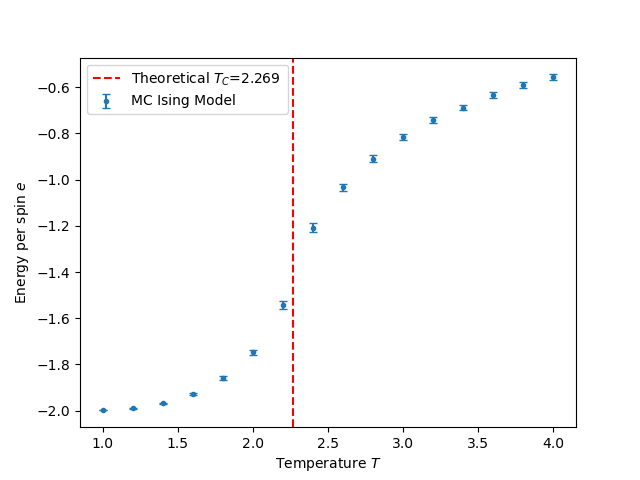 Theoretical $T_C$=2.269
MC Ising Model
Energy per spin e
−0.6
−0.8
−1.0
−1.2
−1.4
−1.6
−1.8
−2.0
1.0 1.5 2.0 2.5 3.0 3.5 4.0
Temperature T